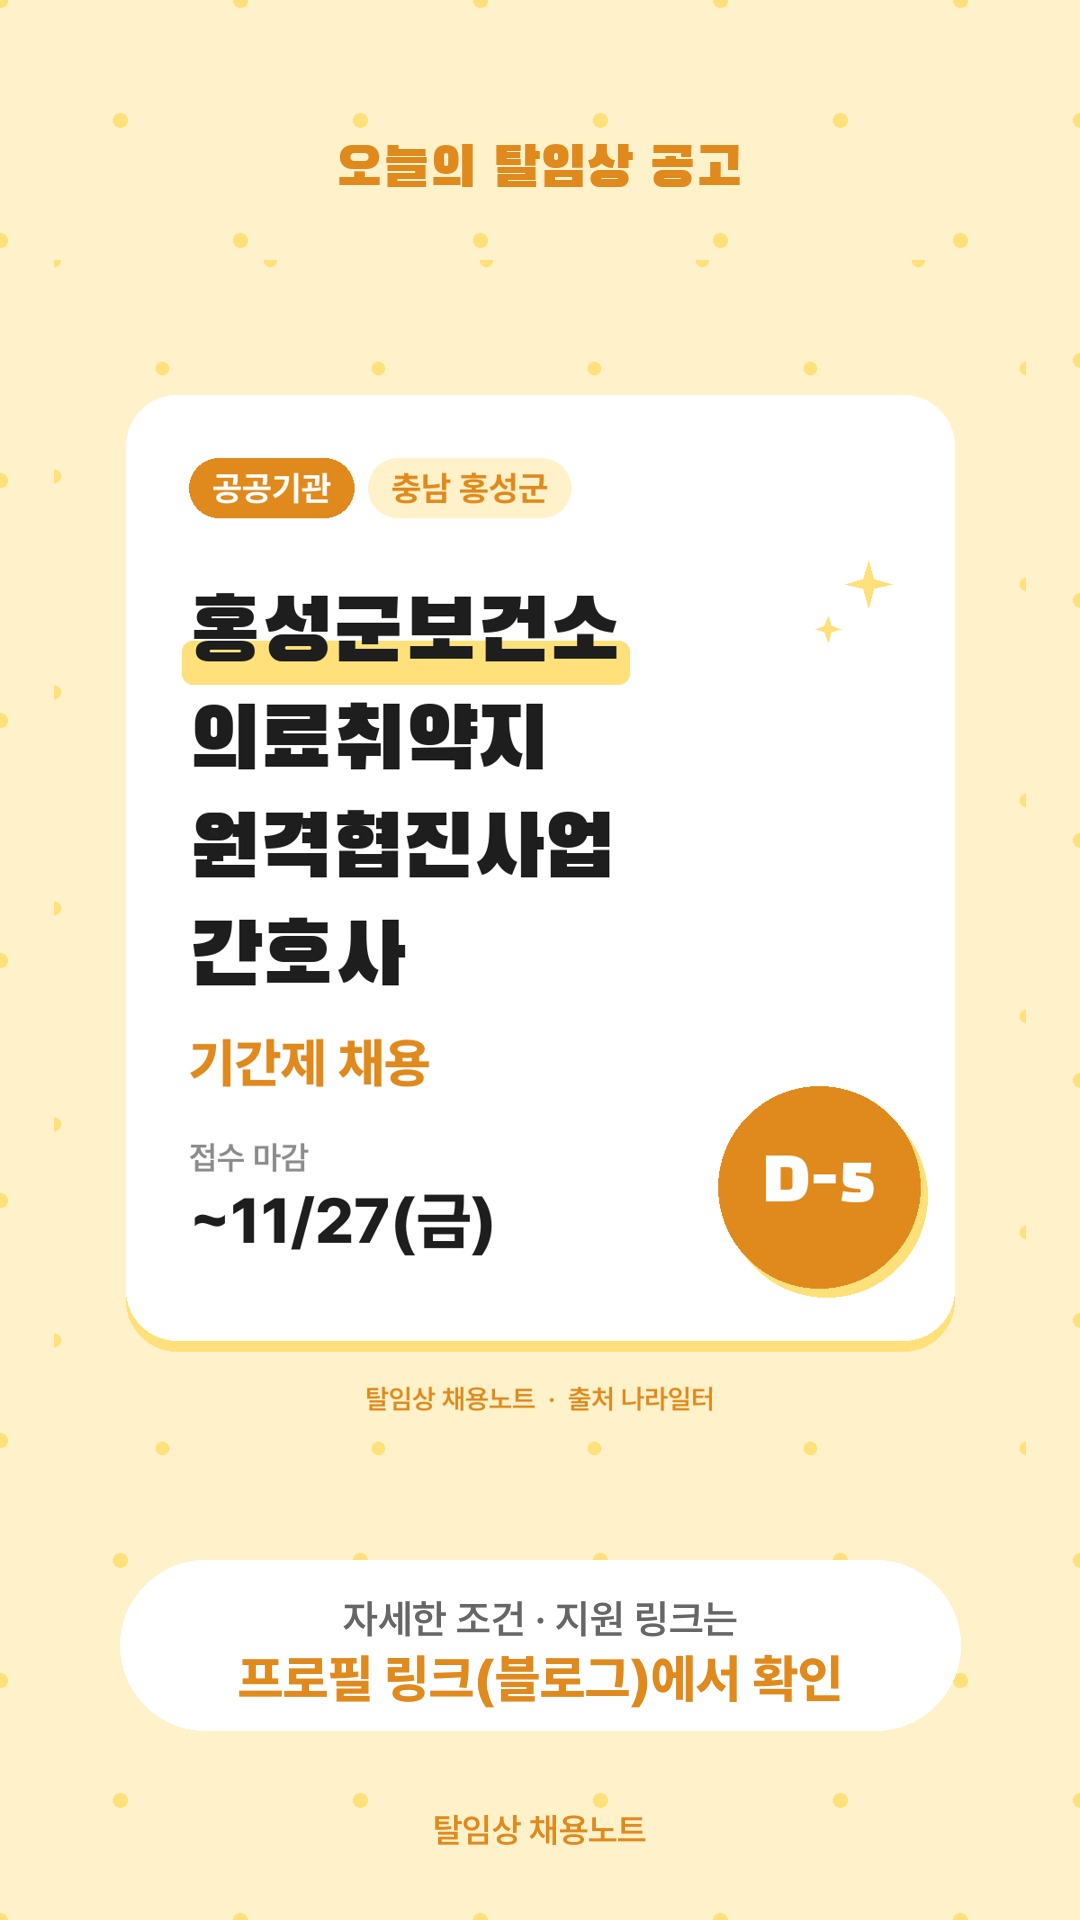 오늘의 탈임상 공고
공공기관 충남 홍성군
홍성군보건소
의료취약지
원격협진사업
간호사
기간제 채용
접수 마감
~11/27(금)
D-5
탈임상 채용노트 · 출처 나라일터
자세한 조건 · 지원 링크는
프로필 링크(블로그)에서 확인
탈임상 채용노트